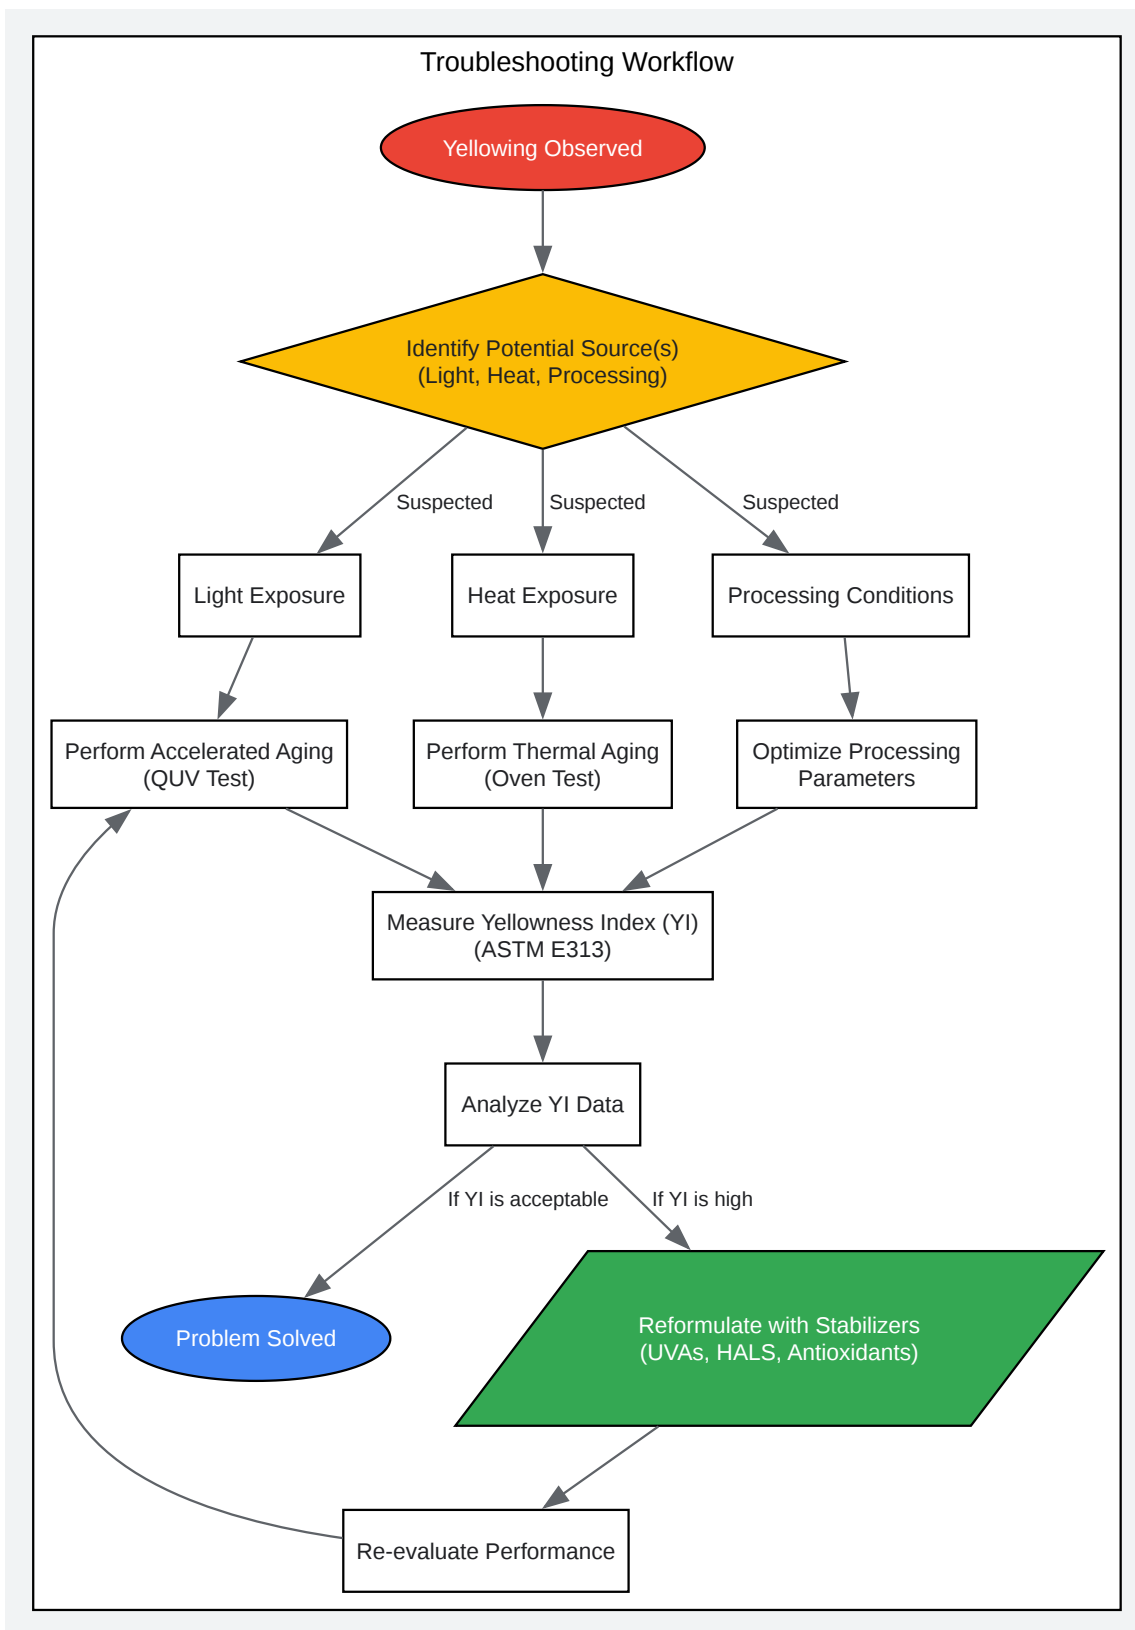 Troubleshooting Workflow
Yellowing Observed
Identify Potential Source(s)
(Light, Heat, Processing)
Suspected
Suspected
Suspected
Light Exposure
Heat Exposure
Processing Conditions
Perform Accelerated Aging
(QUV Test)
Perform Thermal Aging
(Oven Test)
Optimize Processing
Parameters
Measure Yellowness Index (YI)
(ASTM E313)
Analyze YI Data
If YI is acceptable
If YI is high
Problem Solved
Reformulate with Stabilizers
(UVAs, HALS, Antioxidants)
Re-evaluate Performance